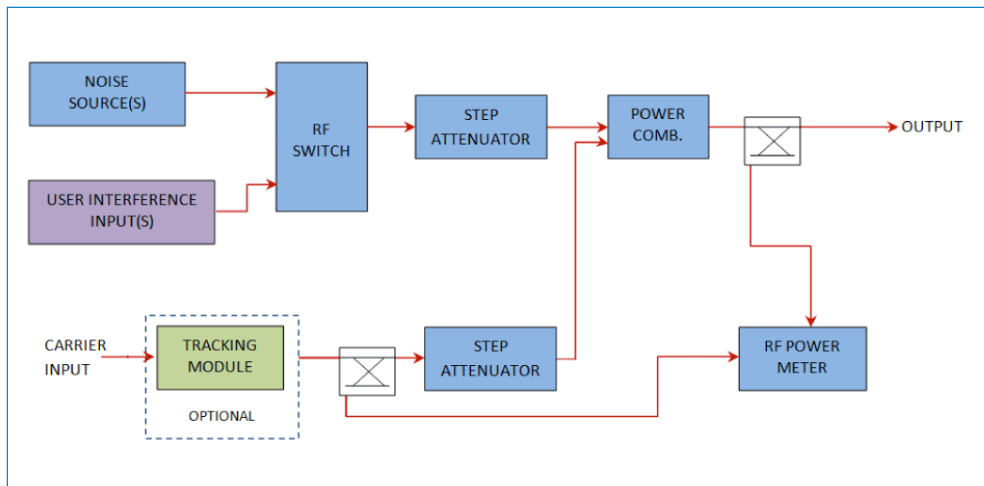 NOISE
SOURCE(S)
RF
SWITCH
STEP
ATTENUATOR
POWER
COMB.
OUTPUT
USER INTERFERENCE
INPUT(S)
CARRIER
INPUT
TRACKING
MODULE
OPTIONAL
STEP
ATTENUATOR
RF POWER
METER